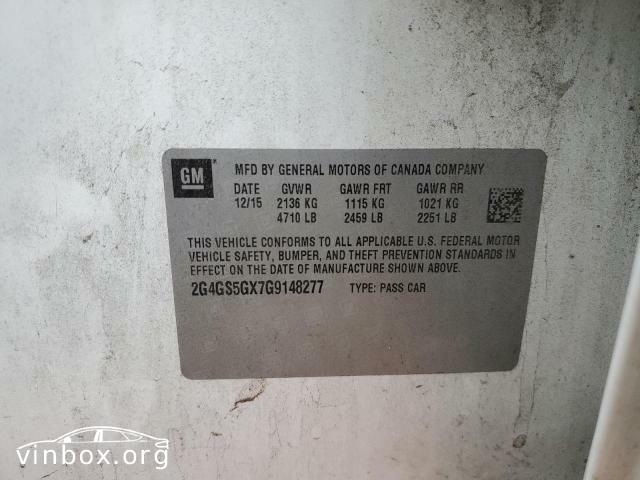 GM
MFD BY GENERAL MOTORS OF CANADA COMPANY
DATE GVWR GAWR FRT GAWR RR
12/15 2136 KG 1115 KG 1021 KG
4710 LB 2459 LB 2251 LB
THIS VEHICLE CONFORMS TO ALL APPLICABLE U.S. FEDERAL MOTOR
VEHICLE SAFETY, BUMPER, AND THEFT PREVENTION STANDARDS IN
EFFECT ON THE DATE OF MANUFACTURE SHOWN ABOVE.
2G4GS5GX7G9148277 TYPE: PASS CAR
vinbox.org